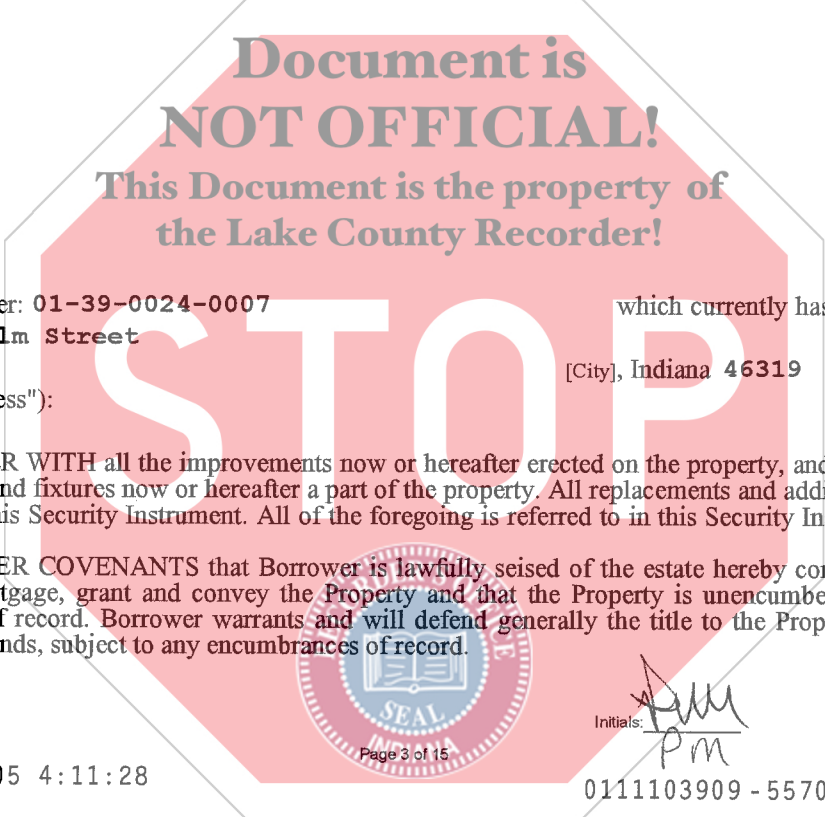 Document is
NOT OFFICIAL!
This Document is the property of
the Lake County Recorder!
er: 01-39-0024-0007 which currently has
lm Street
[City], Indiana 46319
ess"):
STOP
R WITH all the improvements now or hereafter erected on the property, and
nd fixtures now or hereafter a part of the property. All replacements and addi
is Security Instrument. All of the foregoing is referred to in this Security In
ER COVENANTS that Borrower is lawfully seised of the estate hereby con
tgage, grant and convey the Property and that the Property is unencumbe
f record. Borrower warrants and will defend generally the title to the Prop
nds, subject to any encumbrances of record.
RECORDER'S OFFICE
SEAL
INDIANA
Initials:
PM
Page 3 of 15
05 4:11:28
0111103909 - 5570